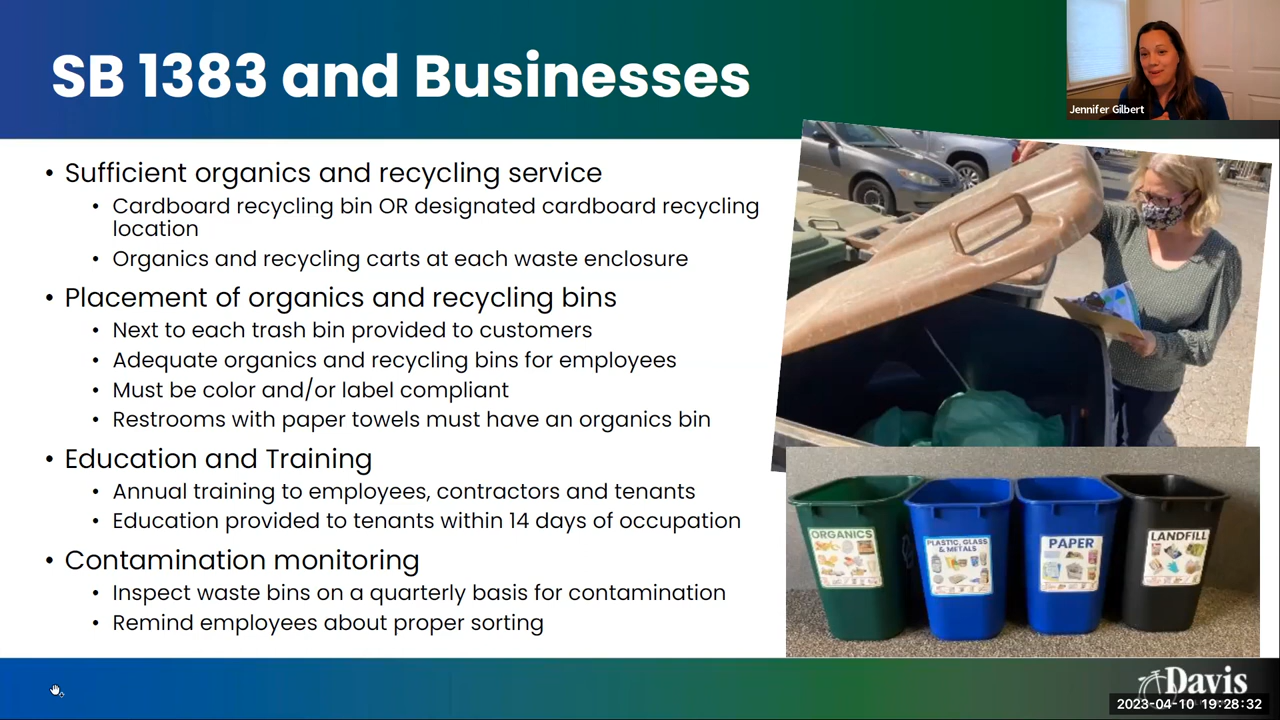 SB 1383 and Businesses
Jennifer Gilbert
• Sufficient organics and recycling service
• Cardboard recycling bin OR designated cardboard recycling
location
• Organics and recycling carts at each waste enclosure
• Placement of organics and recycling bins
• Next to each trash bin provided to customers
• Adequate organics and recycling bins for employees
• Must be color and/or label compliant
• Restrooms with paper towels must have an organics bin
• Education and Training
• Annual training to employees, contractors and tenants
• Education provided to tenants within 14 days of occupation
• Contamination monitoring
• Inspect waste bins on a quarterly basis for contamination
• Remind employees about proper sorting
ORGANICS
PLASTIC, GLASS
& METALS
PAPER
LANDFILL
Davis
2023-04-10 19:28:32